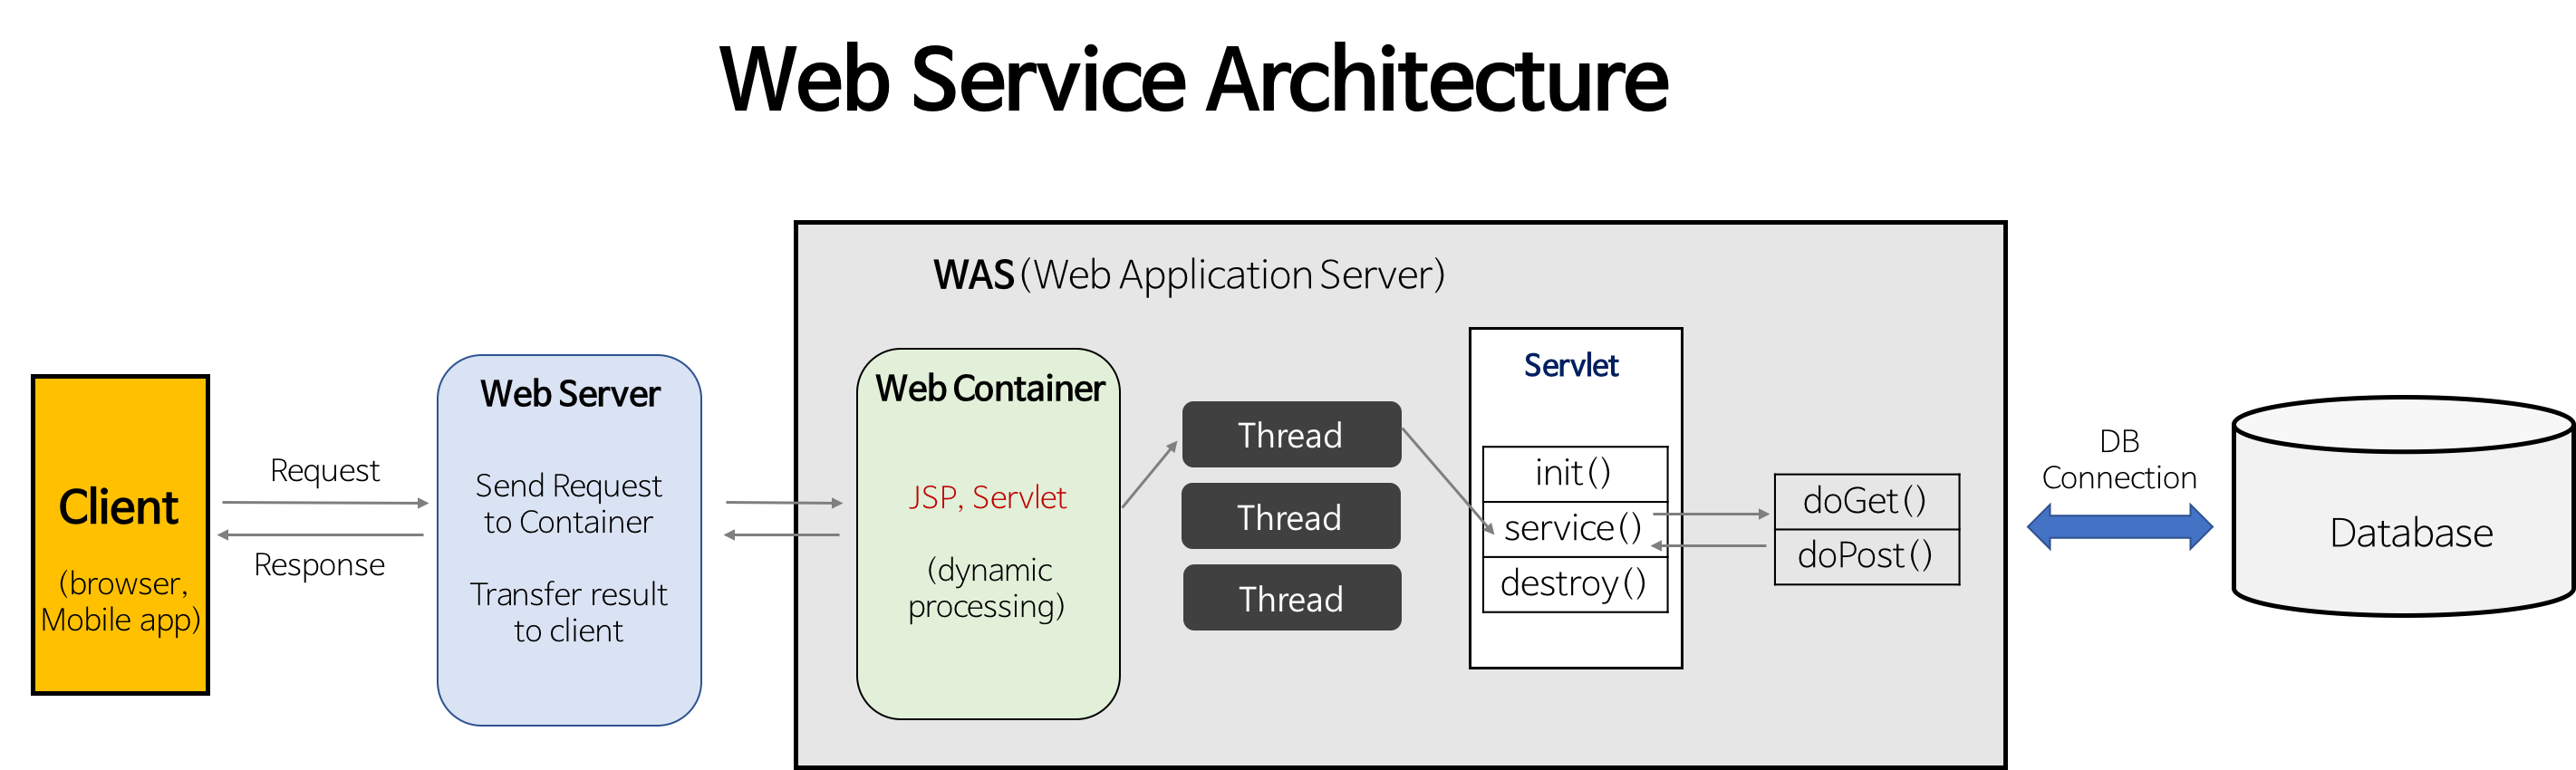 Web Service Architecture
WAS(Web Application Server)
Client
(browser,
Mobile app)
Request
Response
Web Server
Send Request
to Container
Transfer result
to client
Web Container
JSP, Servlet
(dynamic
processing)
Thread
Thread
Thread
Servlet
init()
service()
destroy()
doGet()
doPost()
DB
Connection
Database